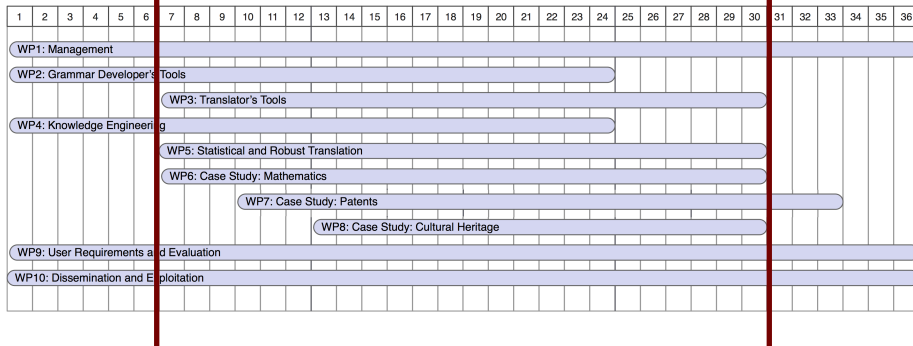 1 2 3 4 5 6 7 8 9 10 11 12 13 14 15 16 17 18 19 20 21 22 23 24 25 26 27 28 29 30 31 32 33 34 35 36
WP1: Management
WP2: Grammar Developer's Tools
WP3: Translator's Tools
WP4: Knowledge Engineering
WP5: Statistical and Robust Translation
WP6: Case Study: Mathematics
WP7: Case Study: Patents
WP8: Case Study: Cultural Heritage
WP9: User Requirements and Evaluation
WP10: Dissemination and Exploitation